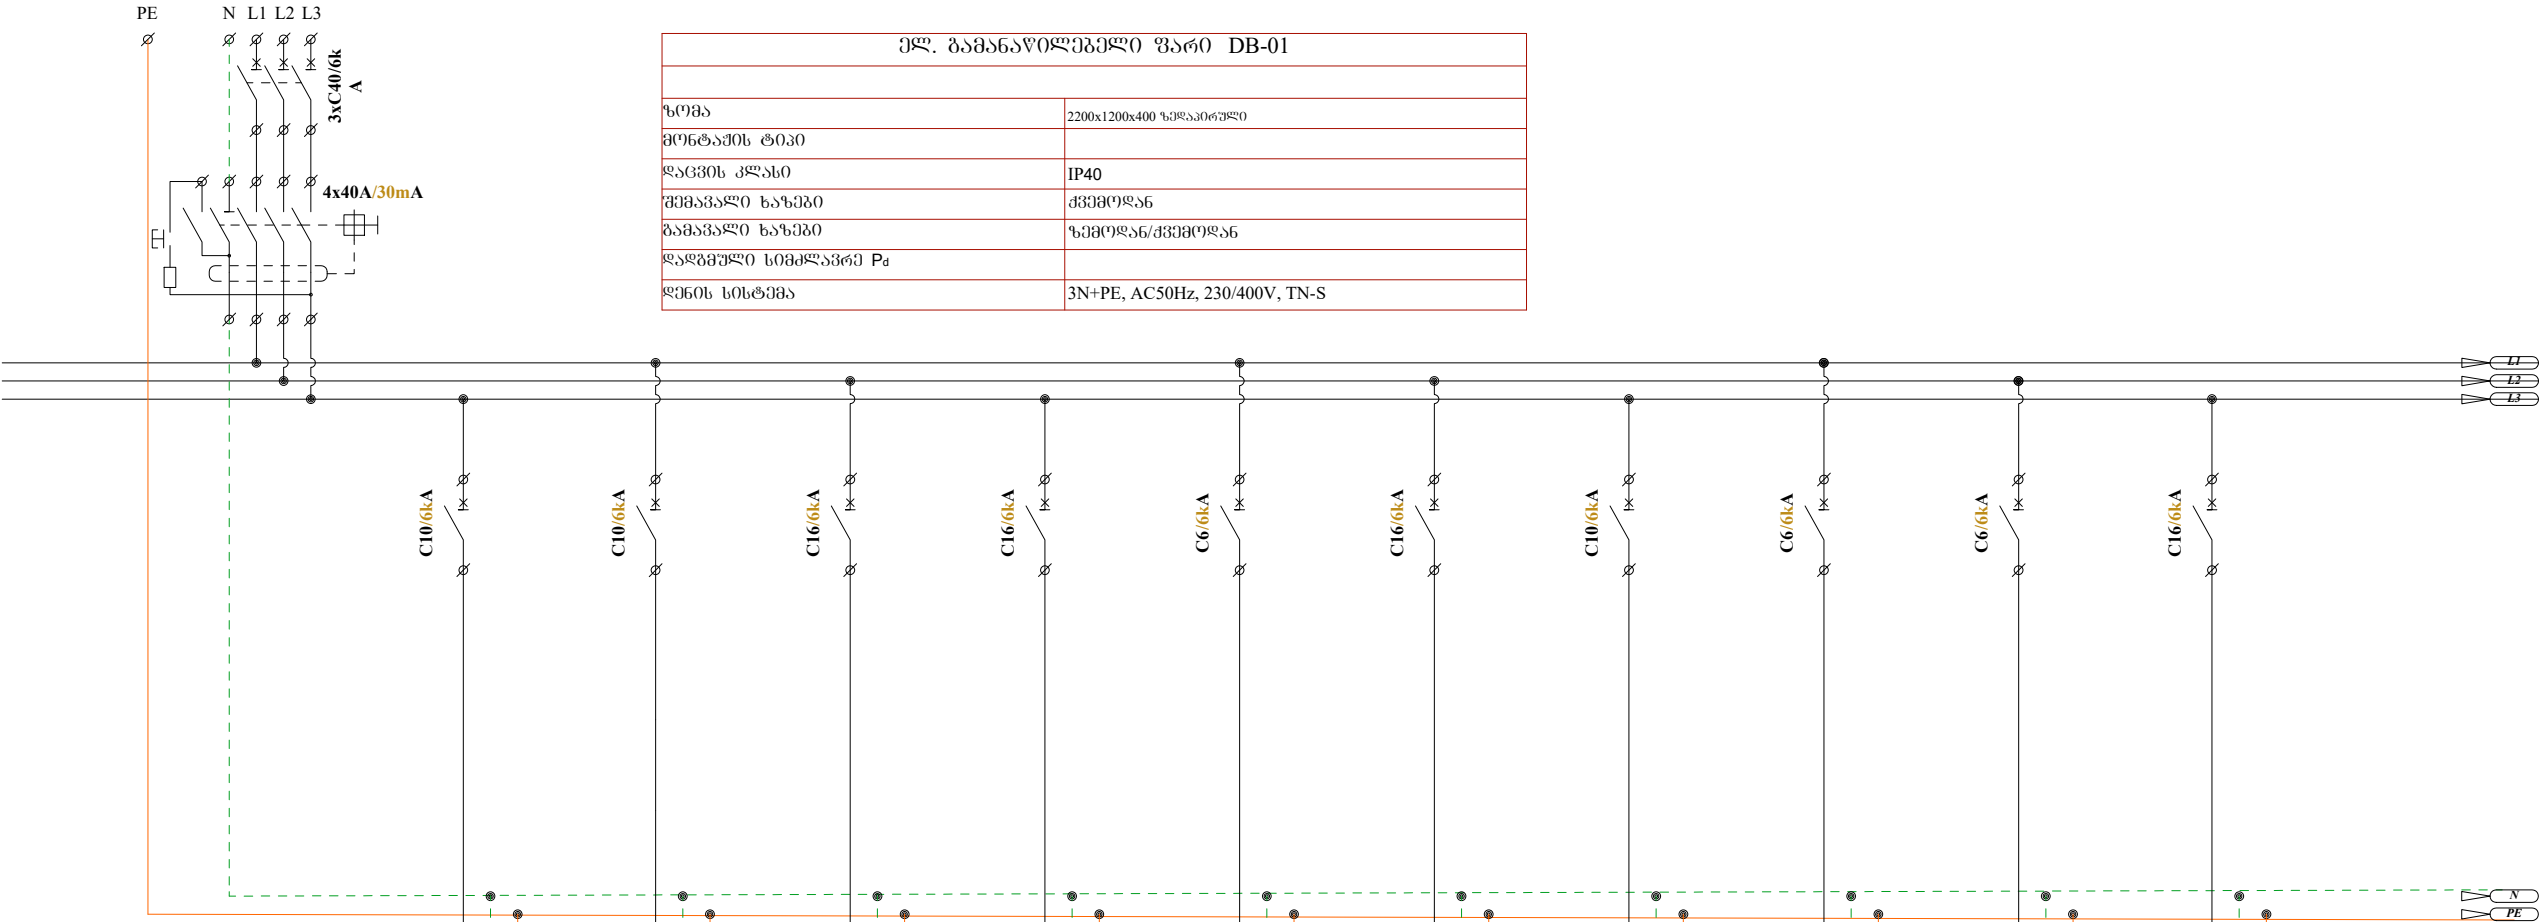 PE N L1 L2 L3
3xC40/6k
A
4x40A/30mA
ელ. გამანაწილებელი ფარი DB-01
ზომა 2200x1200x400 ზედაპირული
მონტაჟის ტიპი
დაცვის კლასი IP40
შემავალი ხაზები ქვემოდან
გამავალი ხაზები ზემოდან/ქვემოდან
დადგმული სიმძლავრე Pd
დენის სისტემა 3N+PE, AC50Hz, 230/400V, TN-S
L1
L2
L3
C10/6kA
C10/6kA
C16/6kA
C16/6kA
C6/6kA
C16/6kA
C10/6kA
C6/6kA
C6/6kA
C16/6kA
N
PE